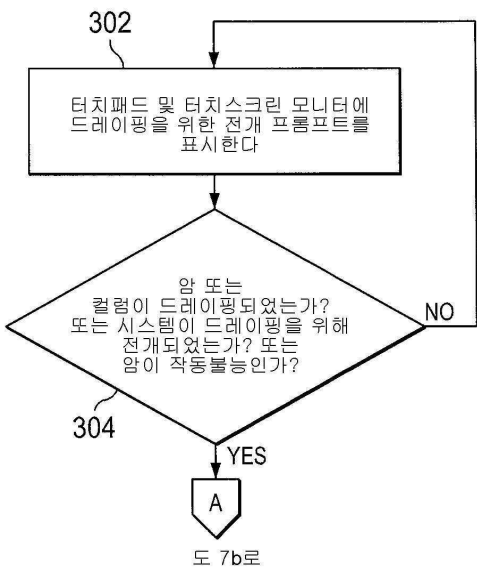 302
터치패드 및 터치스크린 모니터에
드레이핑을 위한 전개 프롬프트를
표시한다
암 또는
컬럼이 드레이핑되었는가?
또는 시스템이 드레이핑을 위해
전개되었는가? 또는
암이 작동불능인가?
NO
304
YES
A
도 7b로